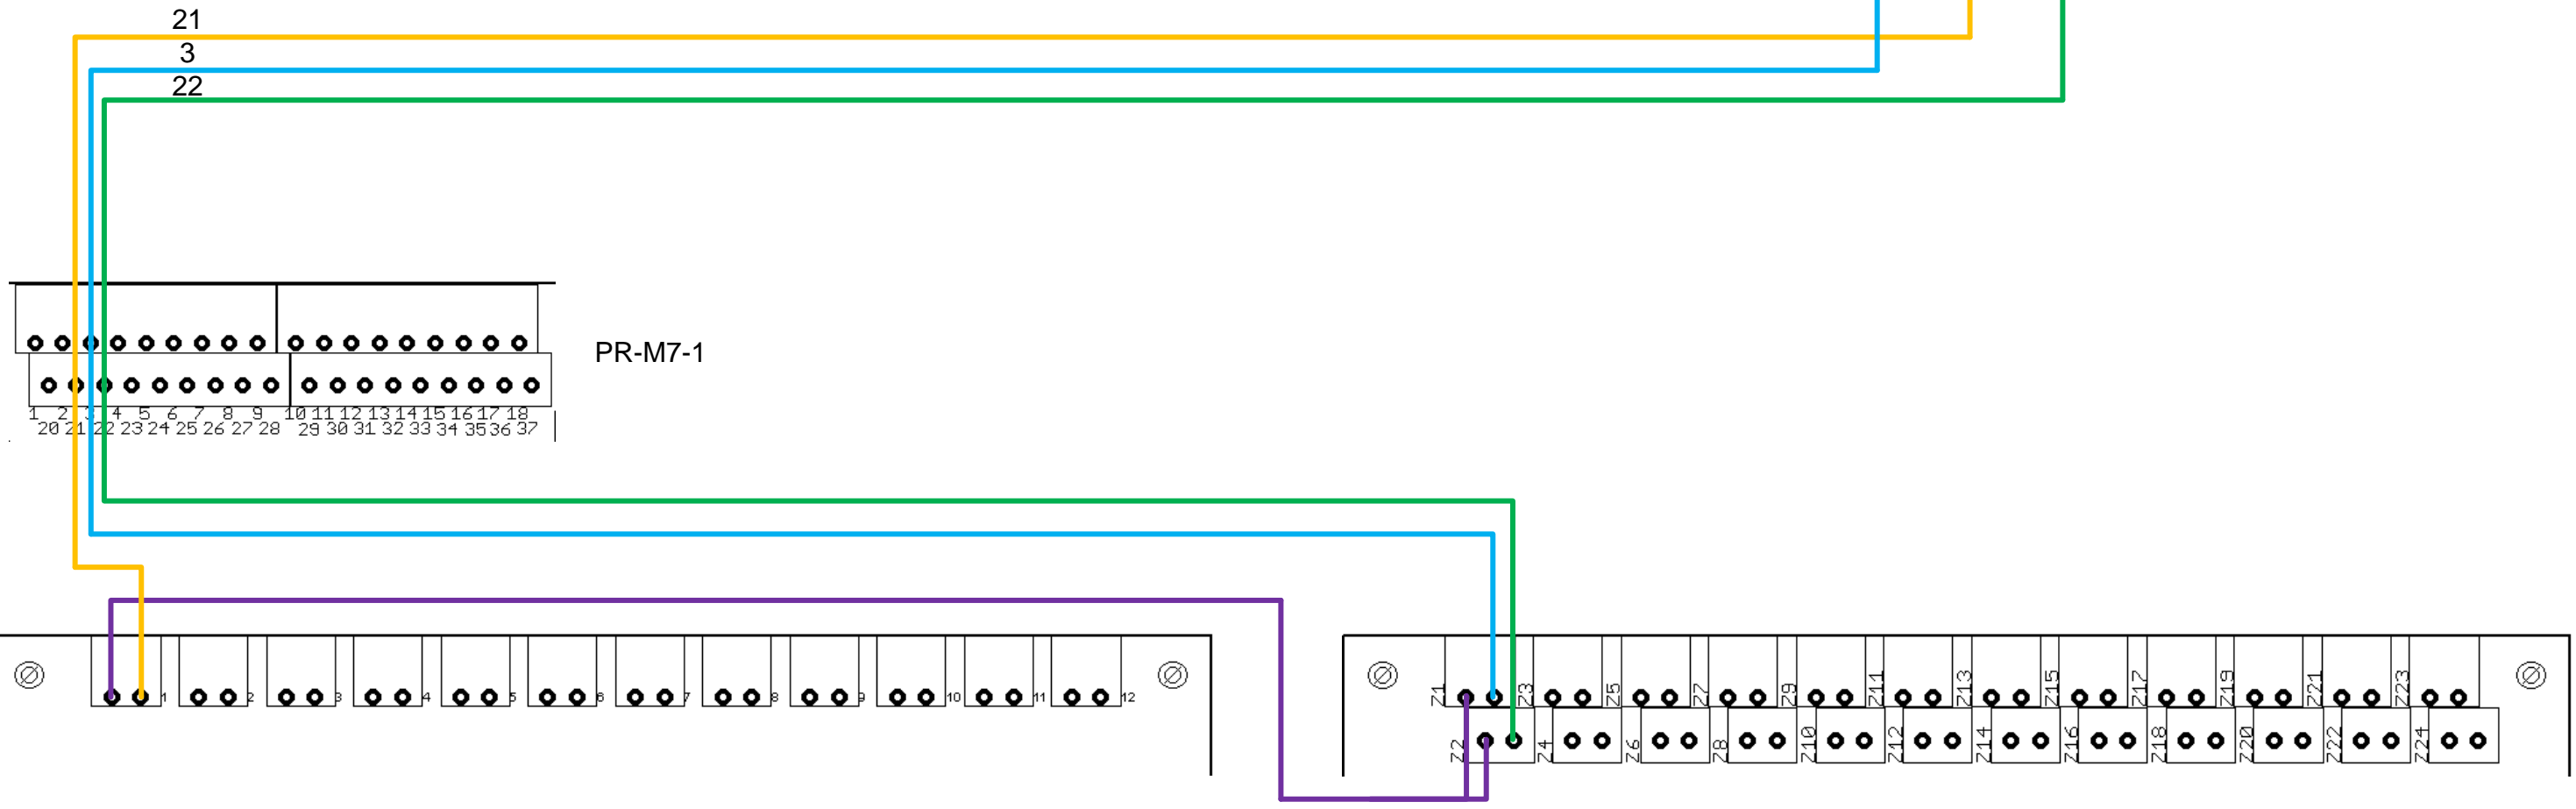 21
3
22
PR-M7-1
1 2 3 4 5 6 7 8 9 10 11 12 13 14 15 16 17 18
20 21 22 23 24 25 26 27 28 29 30 31 32 33 34 35 36 37
1 2 3 4 5 6 7 8 9 10 11 12
Z1 Z3 Z5 Z7 Z9 Z11 Z13 Z15 Z17 Z19 Z21 Z23
Z2 Z4 Z6 Z8 Z10 Z12 Z14 Z16 Z18 Z20 Z22 Z24